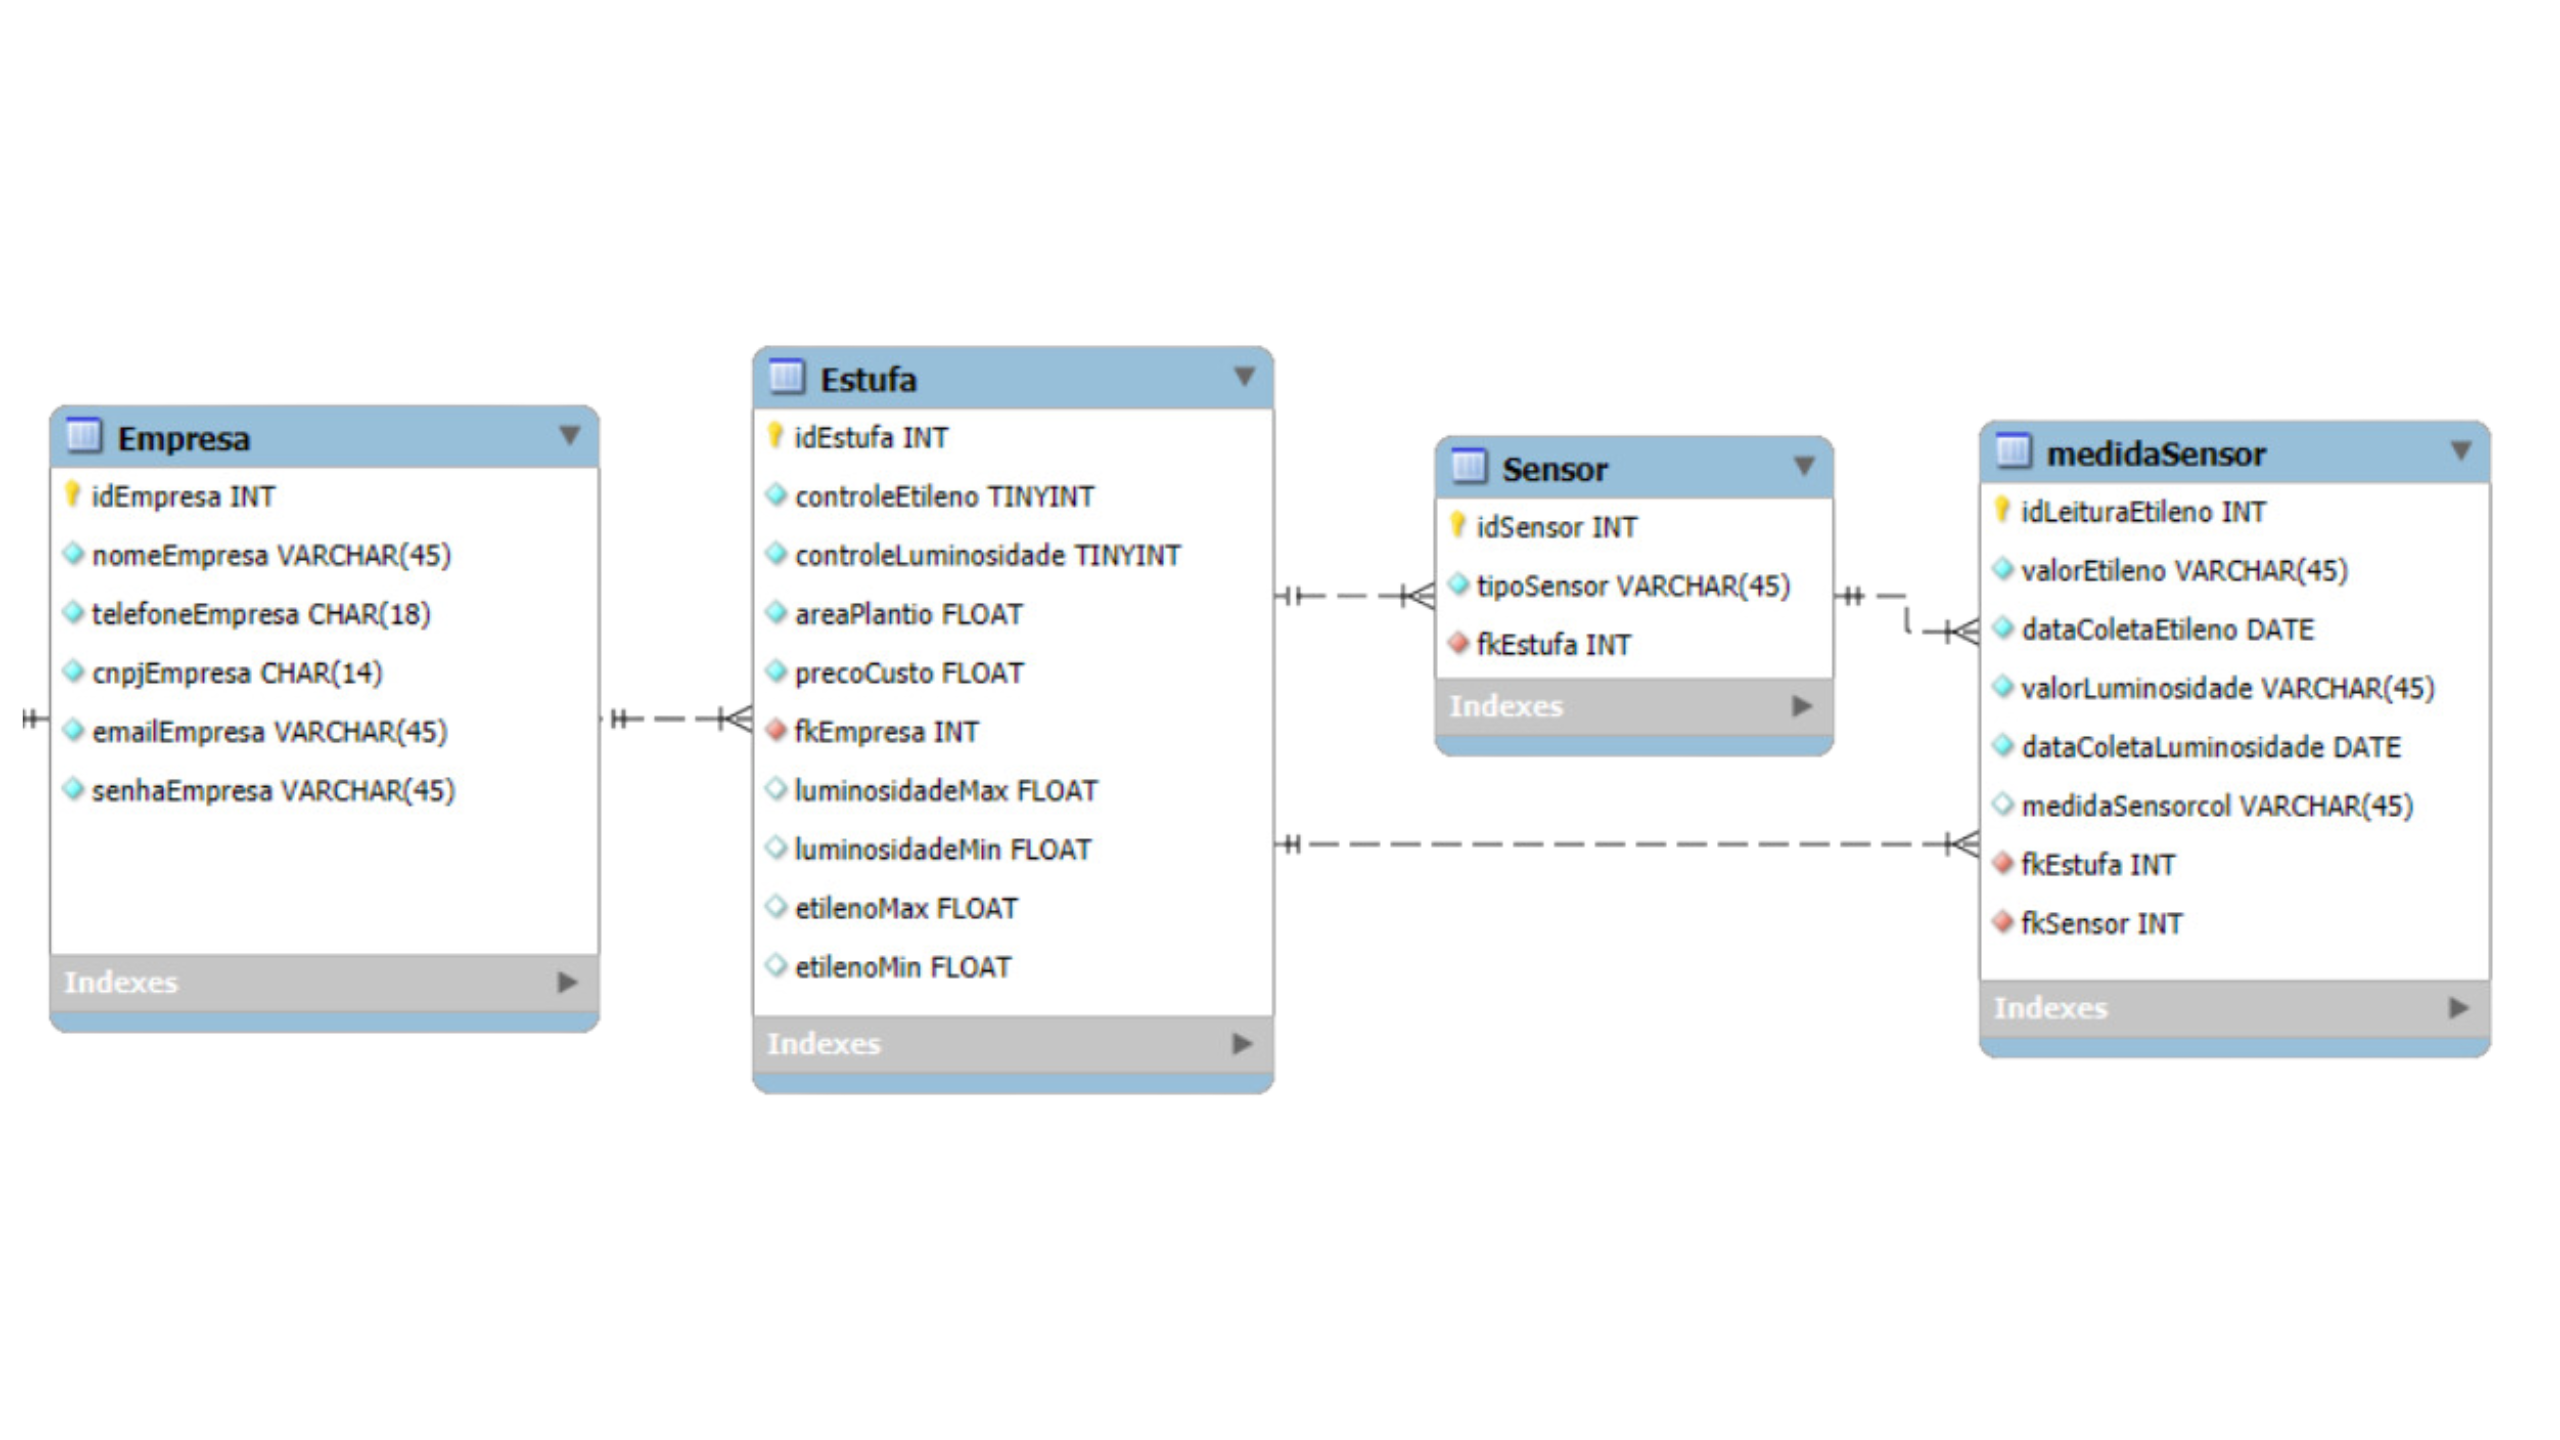 Empresa
idEmpresa INT
nomeEmpresa VARCHAR(45)
telefoneEmpresa CHAR(18)
cnpjEmpresa CHAR(14)
emailEmpresa VARCHAR(45)
senhaEmpresa VARCHAR(45)
Indexes
Estufa
idEstufa INT
controleEtileno TINYINT
controleLuminosidade TINYINT
areaPlantio FLOAT
precoCusto FLOAT
fkEmpresa INT
luminosidadeMax FLOAT
luminosidadeMin FLOAT
etilenoMax FLOAT
etilenoMin FLOAT
Indexes
Sensor
idSensor INT
tipoSensor VARCHAR(45)
fkEstufa INT
Indexes
medidaSensor
idLeituraEtileno INT
valorEtileno VARCHAR(45)
dataColetaEtileno DATE
valorLuminosidade VARCHAR(45)
dataColetaLuminosidade DATE
medidaSensorcol VARCHAR(45)
fkEstufa INT
fkSensor INT
Indexes